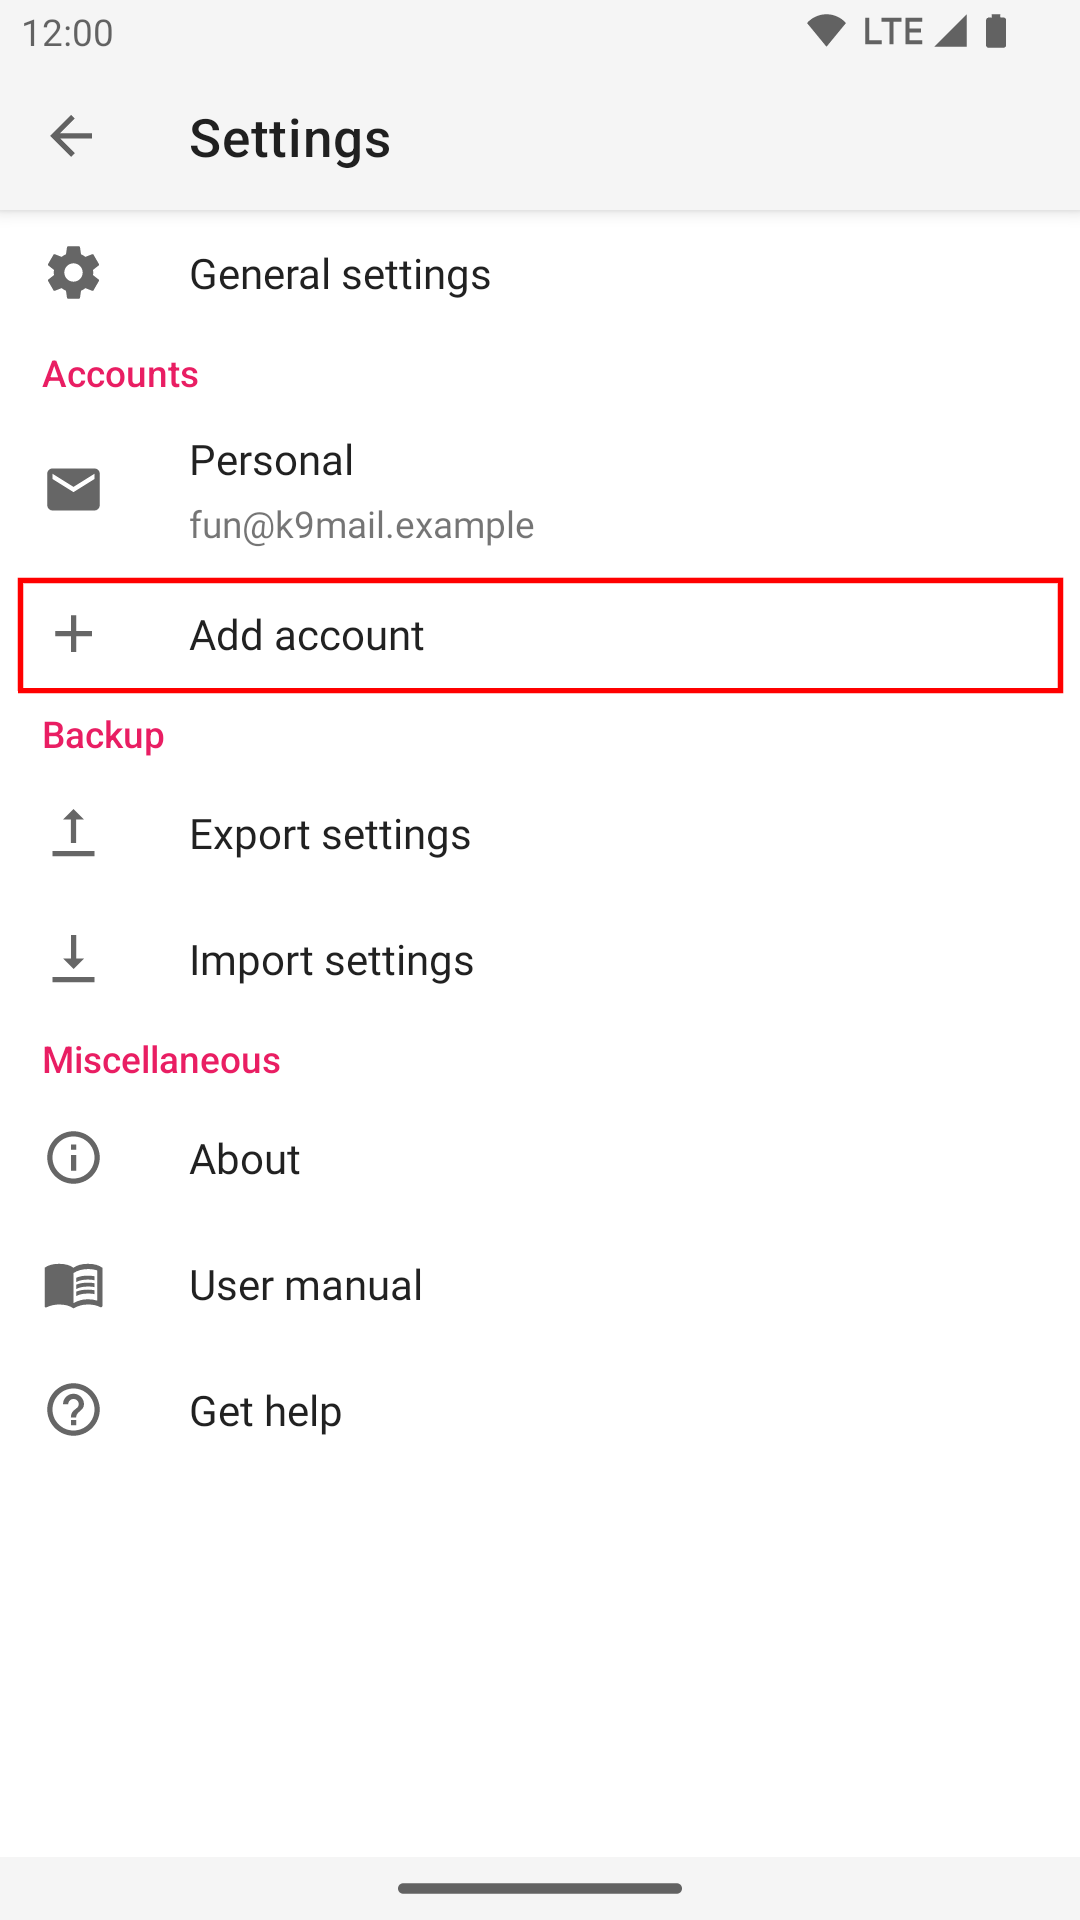 12:00 LTE
Settings
General settings
Accounts
Personal
fun@k9mail.example
Add account
Backup
Export settings
Import settings
Miscellaneous
About
User manual
Get help